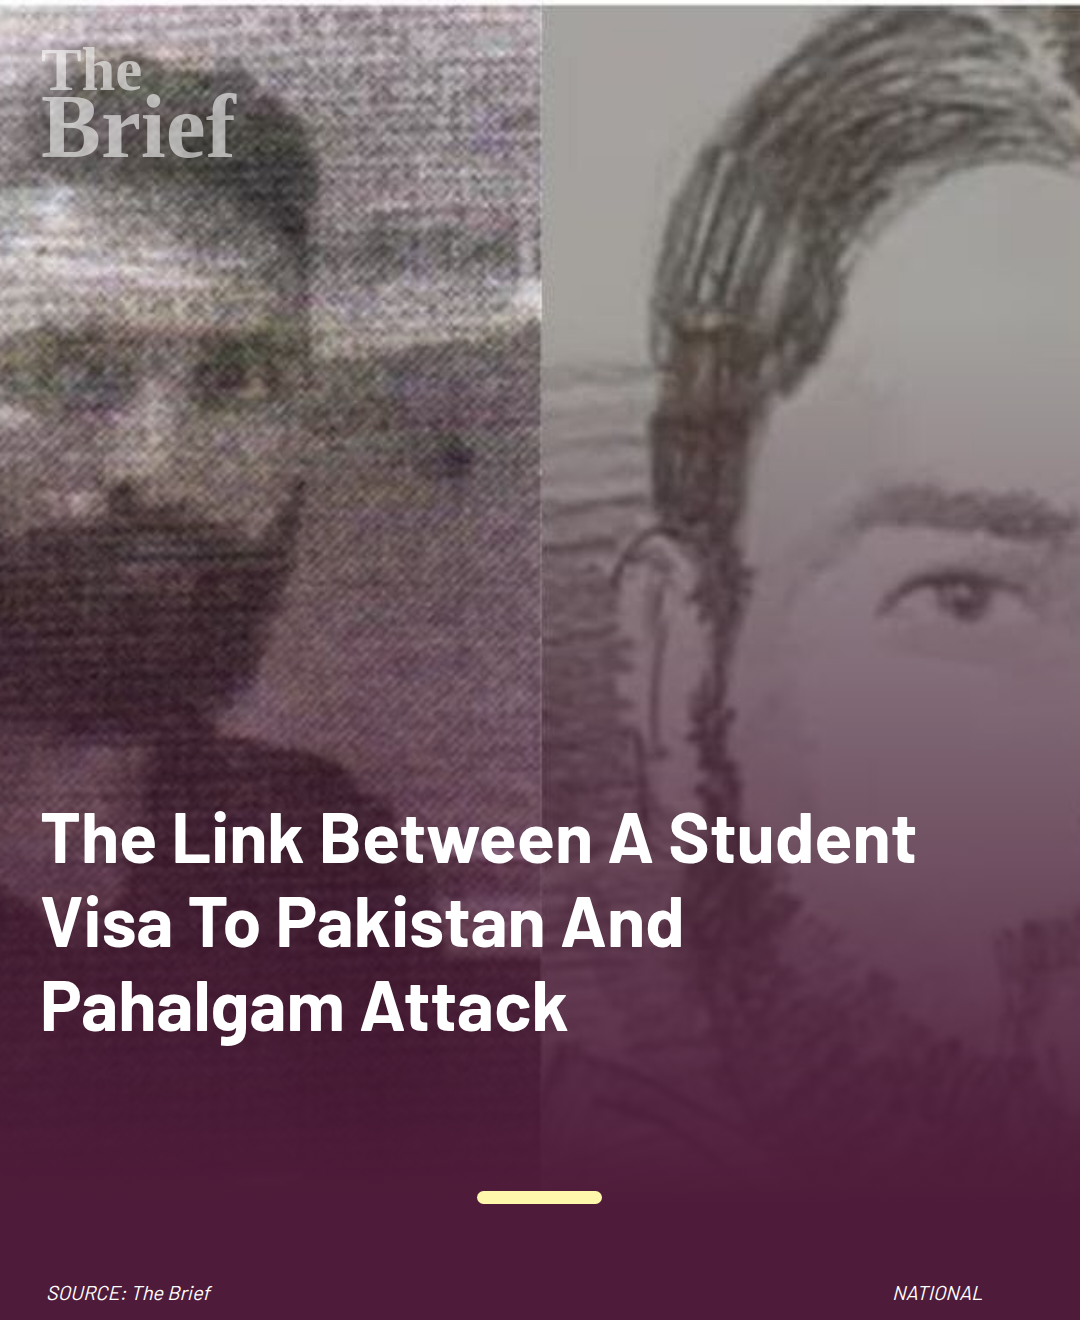 The
Brief
The Link Between A Student
Visa To Pakistan And
Pahalgam Attack
SOURCE: The Brief
NATIONAL